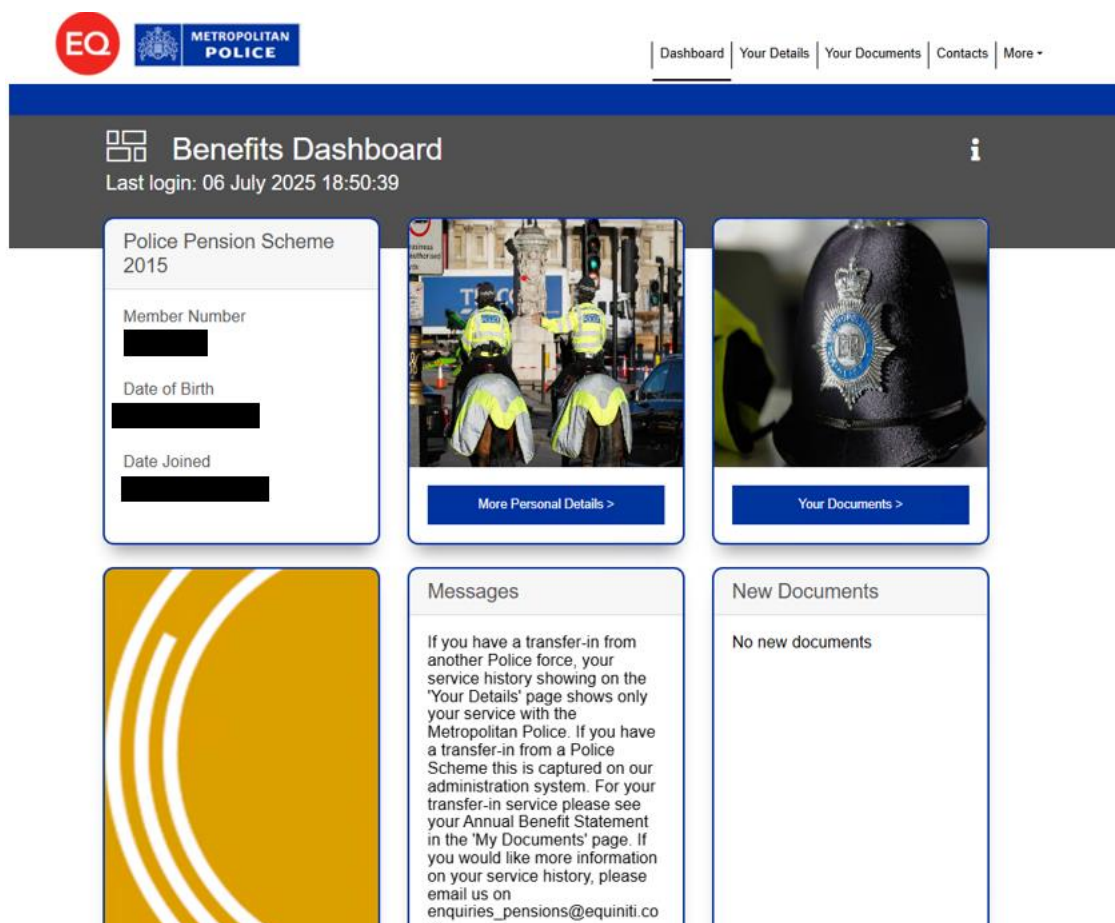 EQ
METROPOLITAN
POLICE
Dashboard
Your Details
Your Documents
Contacts
More
Benefits Dashboard
Last login: 06 July 2025 18:50:39
Police Pension Scheme
2015
Member Number
Date of Birth
Date Joined
More Personal Details >
Your Documents >
Messages
If you have a transfer-in from
another Police force, your
service history showing on the
'Your Details' page shows only
your service with the
Metropolitan Police. If you have
a transfer-in from a Police
Scheme this is captured on our
administration system. For your
transfer-in service please see
your Annual Benefit Statement
in the 'My Documents' page. If
you would like more information
on your service history, please
email us on
enquiries_pensions@equiniti.co
New Documents
No new documents